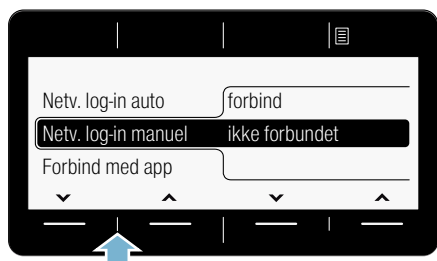 Netv. log-in auto forbind
Netv. log-in manuel ikke forbundet
Forbind med app